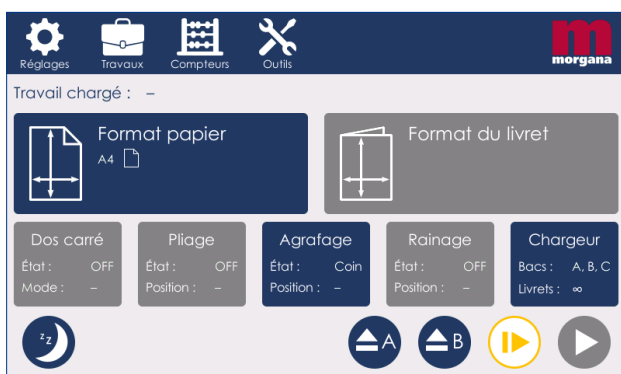 Réglages Travaux Compteurs Outils morgana
Travail chargé : –
Format papier Format du livret
A4
Dos carré Pliage Agrafage Rainage Chargeur
État : OFF État : OFF État : Coin État : OFF Bacs : A, B, C
Mode : – Position : – Position : – Position : – Livrets : ∞
zz A B